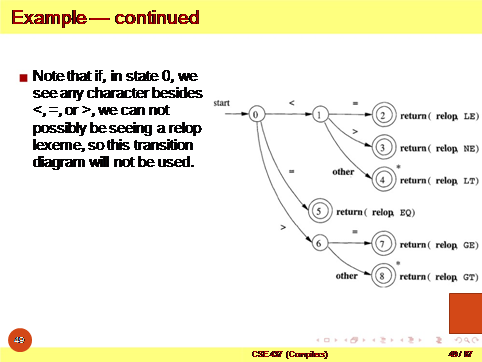 Example — continued
Note that if, in state 0, we
see any character besides
<, =, or >, we can not
possibly be seeing a relop
lexeme, so this transition
diagram will not be used.
start
<
=
0
1
2
return( relop, LE)
>
3
return( relop, NE)
other
*
4
return( relop, LT)
=
5
return( relop, EQ)
>
=
6
7
return( relop, GE)
other
*
8
return( relop, GT)
49
CSE437 (Compilers)